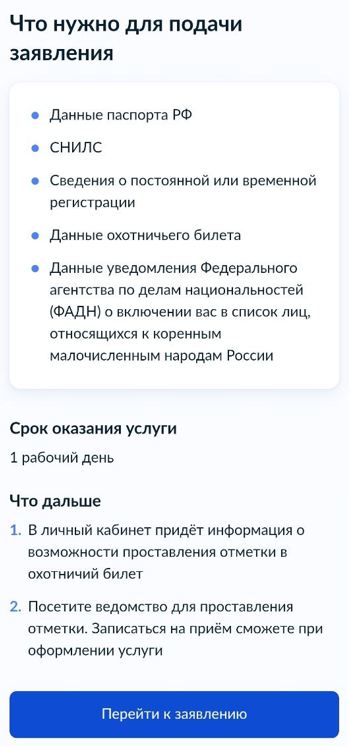 Что нужно для подачи
заявления
Данные паспорта РФ
СНИЛС
Сведения о постоянной или временной
регистрации
Данные охотничьего билета
Данные уведомления Федерального
агентства по делам национальностей
(ФАДН) о включении вас в список лиц,
относящихся к коренным
малочисленным народам России
Срок оказания услуги
1 рабочий день
Что дальше
1. В личный кабинет придёт информация о
возможности проставления отметки в
охотничий билет
2. Посетите ведомство для проставления
отметки. Записаться на приём сможете при
оформлении услуги
Перейти к заявлению